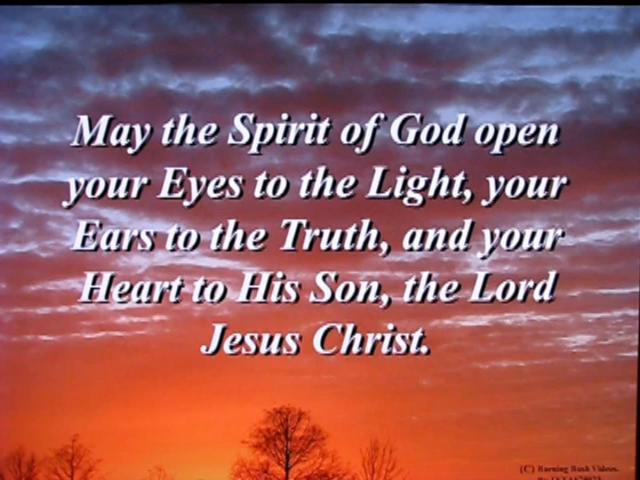 May the Spirit of God open
your Eyes to the Light, your
Ears to the Truth, and your
Heart to His Son, the Lord
Jesus Christ.
(C) Burning Bush Videos.